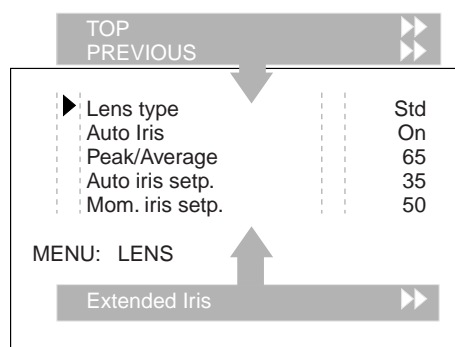 TOP
PREVIOUS
Lens type Std
Auto Iris On
Peak/Average 65
Auto iris setp. 35
Mom. iris setp. 50
MENU: LENS
Extended Iris